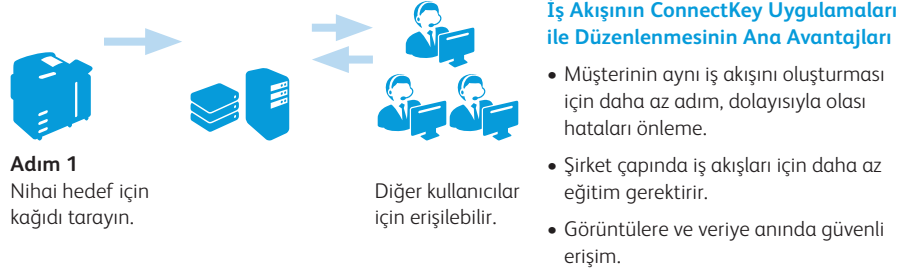 Adım 1
Nihai hedef için
kağıdı tarayın.
Diğer kullanıcılar
için erişilebilir.
İş Akışının ConnectKey Uygulamaları
ile Düzenlenmesinin Ana Avantajları
• Müşterinin aynı iş akışını oluşturması
için daha az adım, dolayısıyla olası
hataları önleme.
• Şirket çapında iş akışları için daha az
eğitim gerektirir.
• Görüntülere ve veriye anında güvenli
erişim.